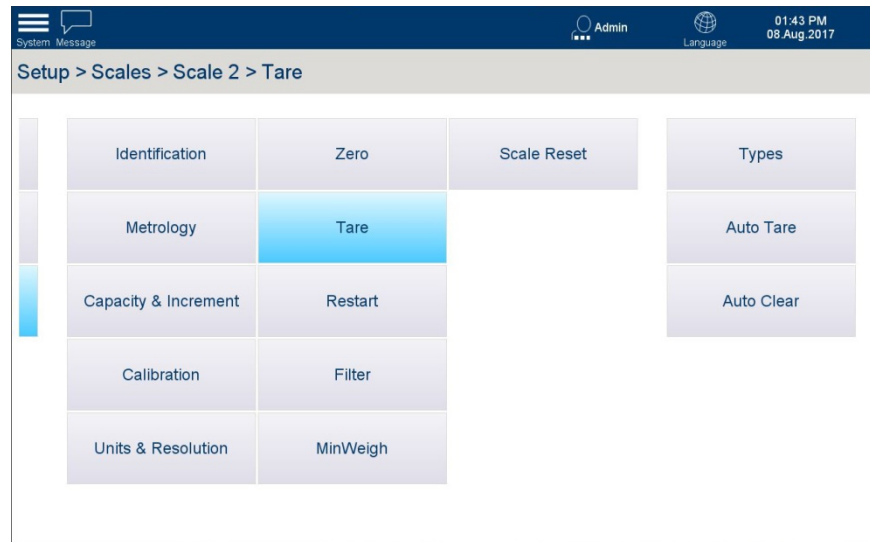 System Message
Admin
Language
01:43 PM
08.Aug.2017
Setup > Scales > Scale 2 > Tare
Identification
Zero
Scale Reset
Types
Metrology
Tare
Auto Tare
Capacity & Increment
Restart
Auto Clear
Calibration
Filter
Units & Resolution
MinWeigh